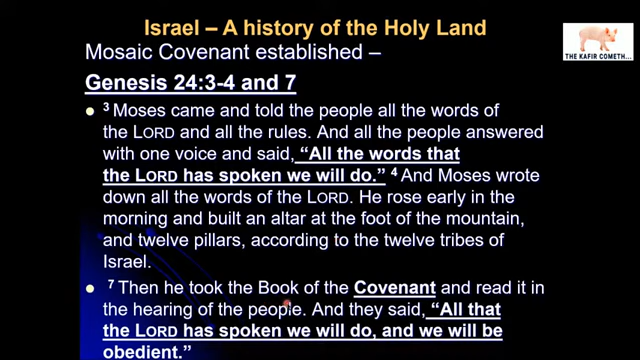 Israel – A history of the Holy Land
THE KAFIR COMETH...
Mosaic Covenant established –
Genesis 24:3-4 and 7
• 3 Moses came and told the people all the words of
the LORD and all the rules. And all the people answered
with one voice and said, “All the words that
the LORD has spoken we will do.” 4 And Moses wrote
down all the words of the LORD. He rose early in the
morning and built an altar at the foot of the mountain,
and twelve pillars, according to the twelve tribes of
Israel.
• 7 Then he took the Book of the Covenant and read it in
the hearing of the people. And they said, “All that
the LORD has spoken we will do, and we will be
obedient.”